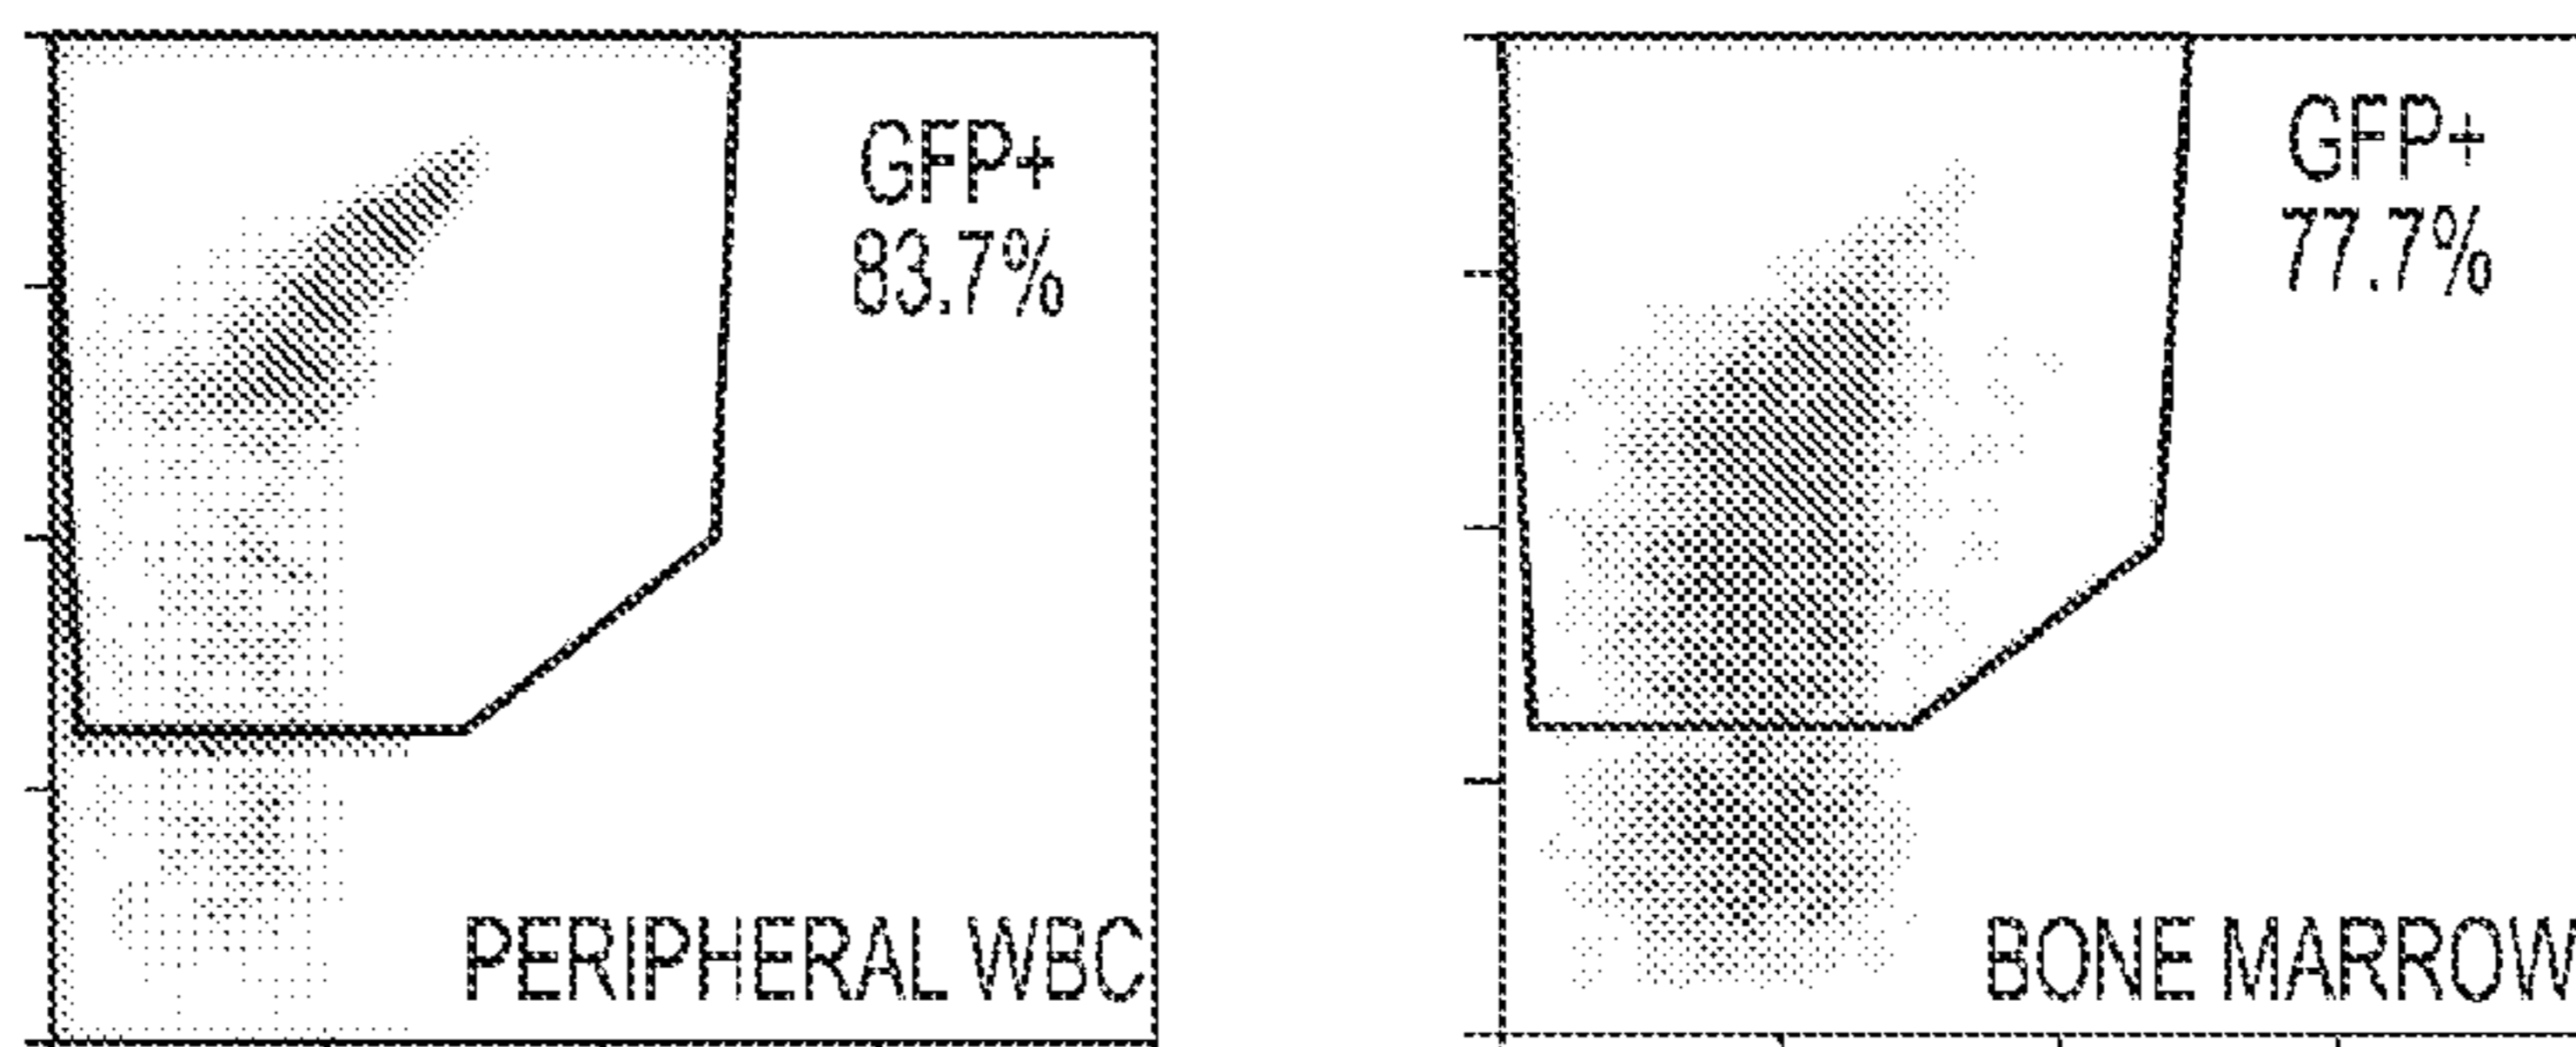 GFP+
83.7%
PERIPHERAL WBC
GFP+
77.7%
BONE MARROW